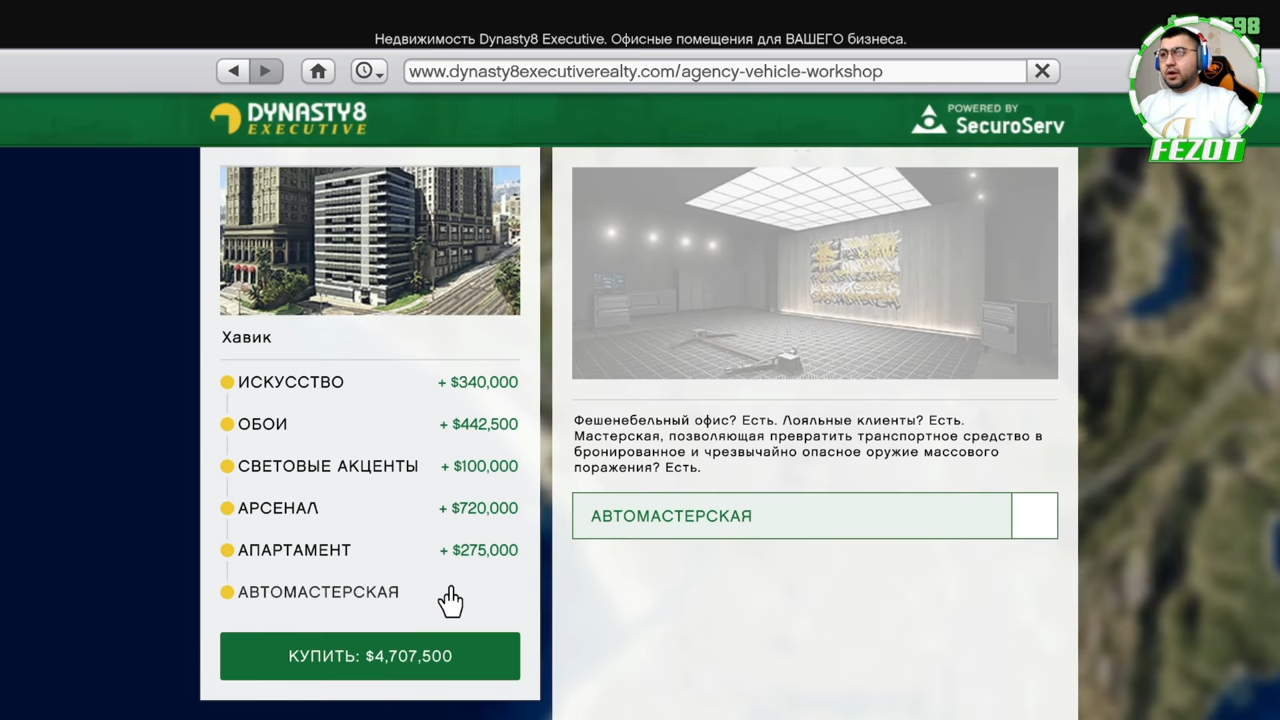 Недвижимость Dynasty8 Executive. Офисные помещения для ВАШЕГО бизнеса.
www.dynasty8executiverealty.com/agency-vehicle-workshop
DYNASTY8
EXECUTIVE
POWERED BY
SecuroServ
FEZOT
Хавик
ИСКУССТВО + $340,000
ОБОИ + $442,500
СВЕТОВЫЕ АКЦЕНТЫ + $100,000
АРСЕНАЛ + $720,000
АПАРТАМЕНТ + $275,000
АВТОМАСТЕРСКАЯ
КУПИТЬ: $4,707,500
Фешенебельный офис? Есть. Лояльные клиенты? Есть.
Мастерская, позволяющая превратить транспортное средство в
бронированное и чрезвычайно опасное оружие массового
поражения? Есть.
АВТОМАСТЕРСКАЯ